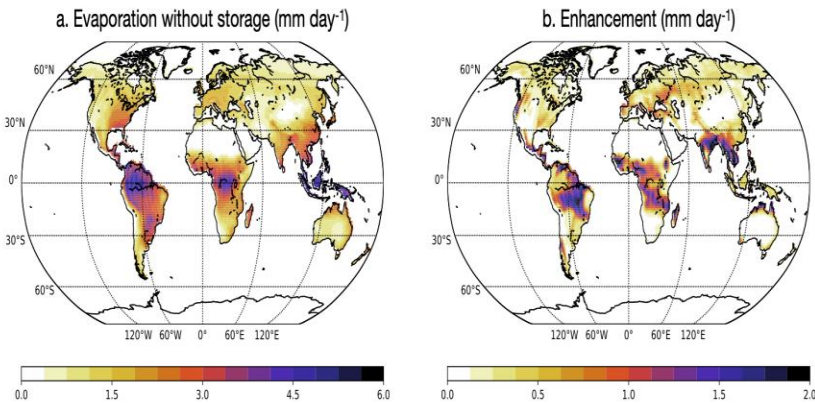 a. Evaporation without storage (mm day-1)
b. Enhancement (mm day-1)
60°N
30°N
0°
30°S
60°S
120°W 60°W 0° 60°E 120°E
60°N
30°N
0°
30°S
60°S
120°W 60°W 0° 60°E 120°E
0.0 1.5 3.0 4.5 6.0
0.0 0.5 1.0 1.5 2.0